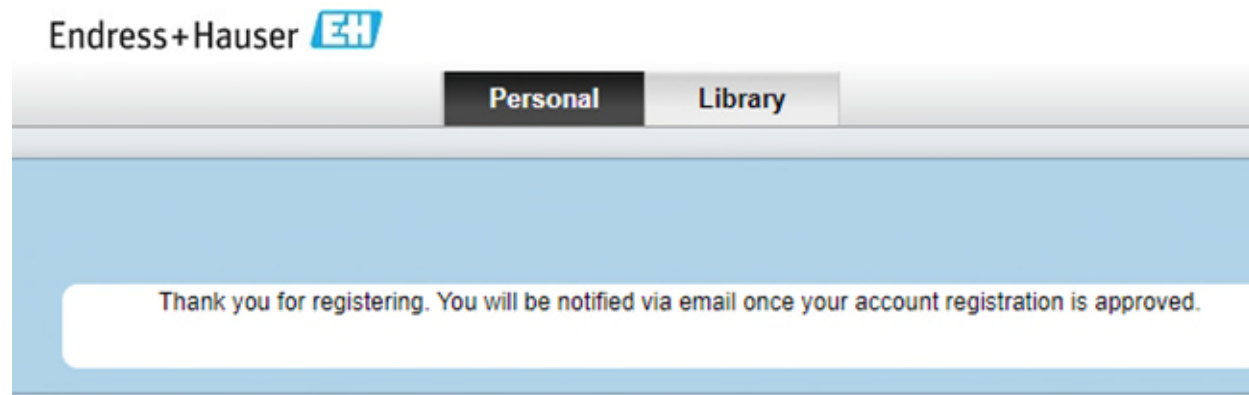 Endress+Hauser EH
Personal Library
Thank you for registering. You will be notified via email once your account registration is approved.